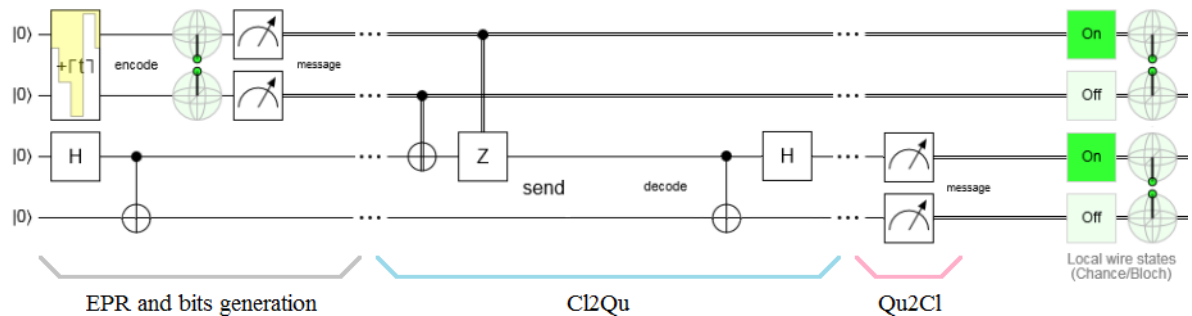 |0⟩
+⌈t⌉
encode
message
...
...
On
|0⟩
...
...
Off
|0⟩
H
...
Z
send
decode
H
...
message
On
|0⟩
...
...
Off
Local wire states
(Chance/Bloch)
EPR and bits generation
Cl2Qu
Qu2Cl